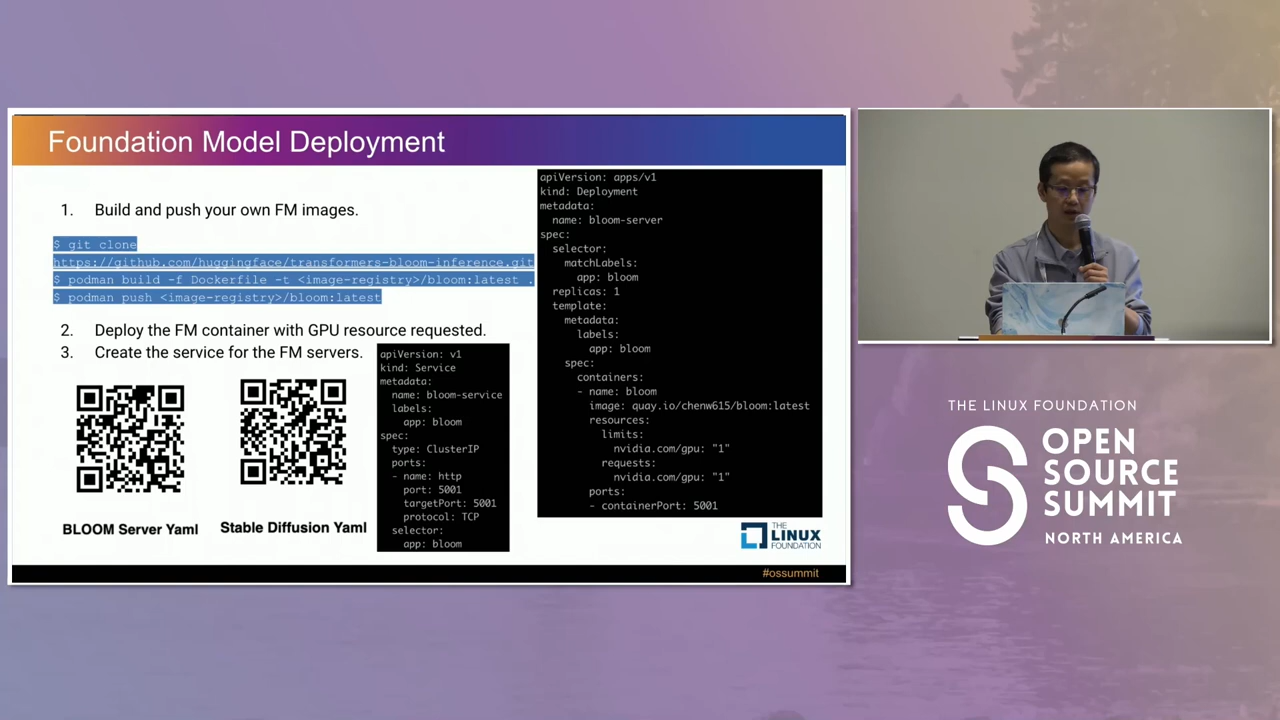 Foundation Model Deployment
1. Build and push your own FM images.
$ git clone
https://github.com/huggingface/transformers-bloom-inference.git
$ podman build -f Dockerfile -t <image-registry>/bloom:latest .
$ podman push <image-registry>/bloom:latest
2. Deploy the FM container with GPU resource requested.
3. Create the service for the FM servers.
BLOOM Server Yaml
Stable Diffusion Yaml
apiVersion: v1
kind: Service
metadata:
name: bloom-service
labels:
app: bloom
spec:
type: ClusterIP
ports:
- name: http
port: 5001
targetPort: 5001
protocol: TCP
selector:
app: bloom
apiVersion: apps/v1
kind: Deployment
metadata:
name: bloom-server
spec:
selector:
matchLabels:
app: bloom
replicas: 1
template:
metadata:
labels:
app: bloom
spec:
containers:
- name: bloom
image: quay.io/chenw615/bloom:latest
resources:
limits:
nvidia.com/gpu: "1"
requests:
nvidia.com/gpu: "1"
ports:
- containerPort: 5001
THE
LINUX
FOUNDATION
#ossummit
THE LINUX FOUNDATION
OPEN
SOURCE
SUMMIT
NORTH AMERICA